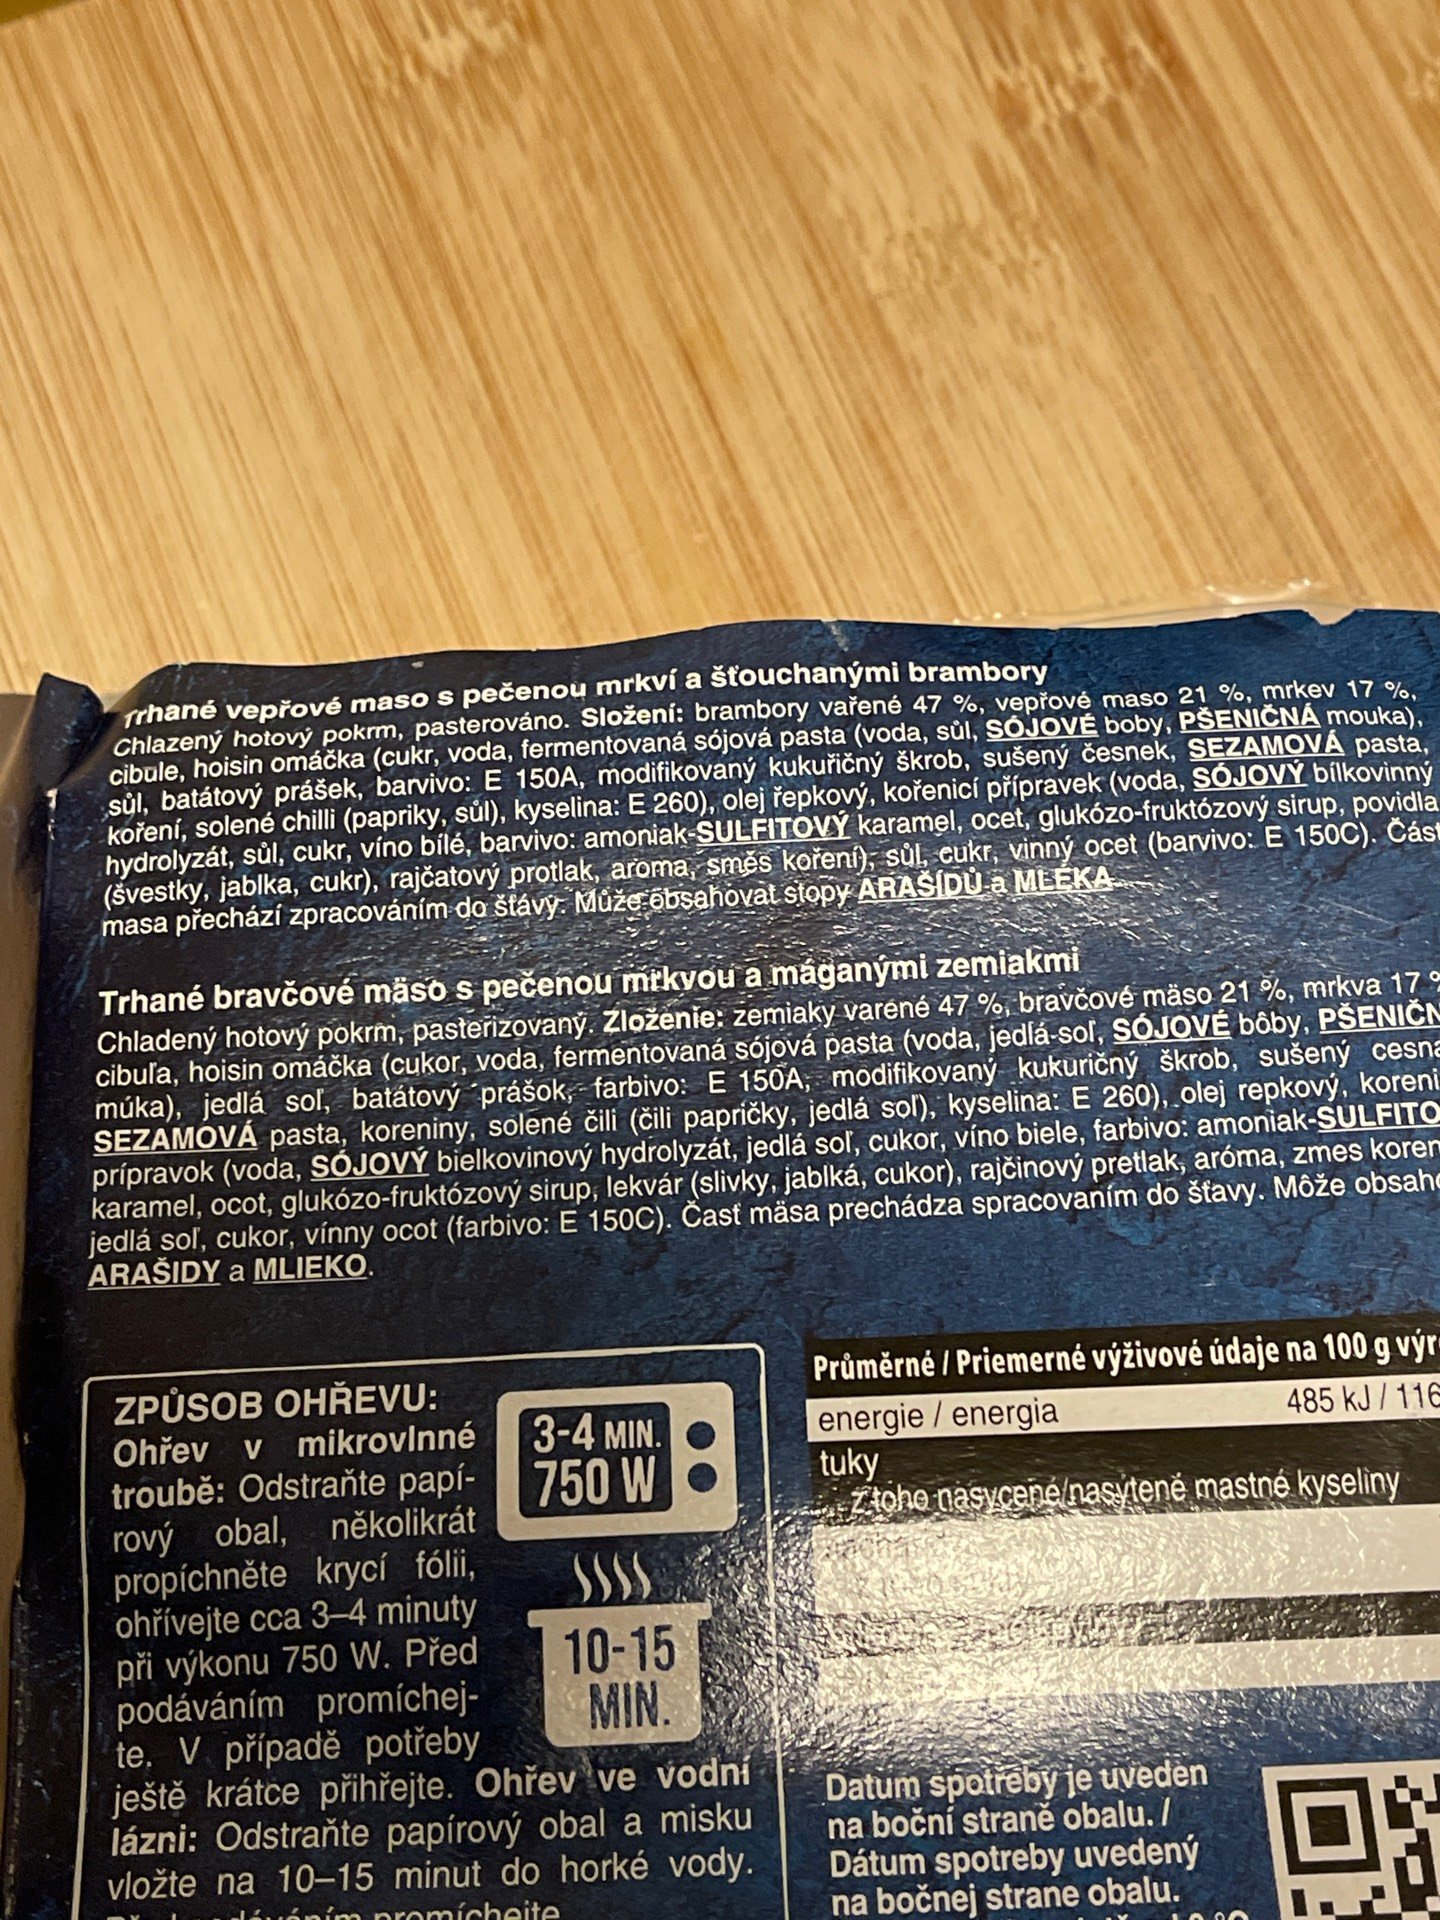 Trhané vepřové maso s pečenou mrkví a šťouchanými brambory
Chlazený hotový pokrm, pasterováno. Složení: brambory vařené 47 %, vepřové maso 21 %, mrkev 17 %,
cibule, hoisin omáčka (cukr, voda, fermentovaná sójová pasta (voda, sůl, SÓJOVÉ boby, PŠENIČNÁ mouka),
sůl, batátový prášek, barvivo: E 150A, modifikovaný kukuřičný škrob, sušený česnek, SEZAMOVÁ pasta,
koření, solené chilli (papriky, sůl), kyselina: E 260), olej řepkový, kořenicí přípravek (voda, SÓJOVÝ bílkovinný
hydrolyzát, sůl, cukr, víno bílé, barvivo: amoniak-SULFITOVÝ karamel, ocet, glukózo-fruktózový sirup, povidla
(švestky, jablka, cukr), rajčatový protlak, aroma, směs koření), sůl, cukr, vinný ocet (barvivo: E 150C). Část
masa přechází zpracováním do šťávy. Může obsahovat stopy ARAŠÍDŮ a MLÉKA
Trhané bravčové mäso s pečenou mrkvou a máganými zemiakmi
Chladený hotový pokrm, pasterizovaný. Zloženie: zemiaky varené 47 %, bravčové mäso 21 %, mrkva 17 %
cibuľa, hoisin omáčka (cukor, voda, fermentovaná sójová pasta (voda, jedlá soľ, SÓJOVÉ bôby, PŠENIČN
múka), jedlá soľ, batátový prášok, farbivo: E 150A, modifikovaný kukuričný škrob, sušený cesna
SEZAMOVÁ pasta, koreniny, solené čili (čili papričky, jedlá soľ), kyselina: E 260), olej repkový, koreni
prípravok (voda, SÓJOVÝ bielkovinový hydrolyzát, jedlá soľ, cukor, víno biele, farbivo: amoniak-SULFITO
karamel, ocot, glukózo-fruktózový sirup, lekvár (slivky, jablká, cukor), rajčinový pretlak, aróma, zmes koren
jedlá soľ, cukor, vínny ocot (farbivo: E 150C). Časť mäsa prechádza spracovaním do šťavy. Môže obsaho
ARAŠIDY a MLIEKO.
ZPŮSOB OHŘEVU:
Ohřev v mikrovlnné
troubě: Odstraňte papí-
rový obal, několikrát
propíchněte krycí fólii,
ohřívejte cca 3–4 minuty
při výkonu 750 W. Před
podáváním promíchej-
te. V případě potřeby
ještě krátce přihřejte. Ohřev ve vodní
lázni: Odstraňte papírový obal a misku
vložte na 10–15 minut do horké vody.
promíchejte
3-4 MIN.
750 W
10-15
MIN.
Průměrné / Priemerné výživové údaje na 100 g výr
energie / energia 485 kJ / 116
tuky
z toho nasycené/nasýtené mastné kyseliny
Datum spotřeby je uveden
na boční straně obalu. /
Dátum spotreby uvedený
na bočnej strane obalu.